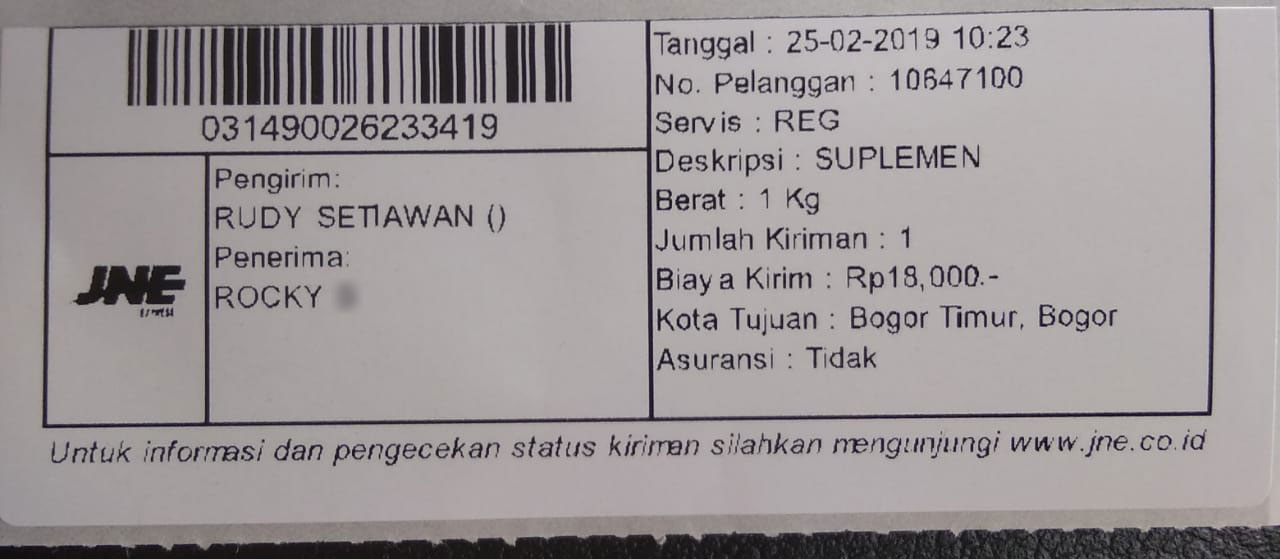 031490026233419
JNE
Pengirim:
RUDY SETIAWAN ()
Penerima:
ROCKY
Tanggal : 25-02-2019 10:23
No. Pelanggan : 10647100
Servis : REG
Deskripsi : SUPLEMEN
Berat : 1 Kg
Jumlah Kiriman : 1
Biaya Kirim : Rp18,000.-
Kota Tujuan : Bogor Timur, Bogor
Asuransi : Tidak
Untuk informasi dan pengecekan status kiriman silahkan mengunjungi www.jne.co.id